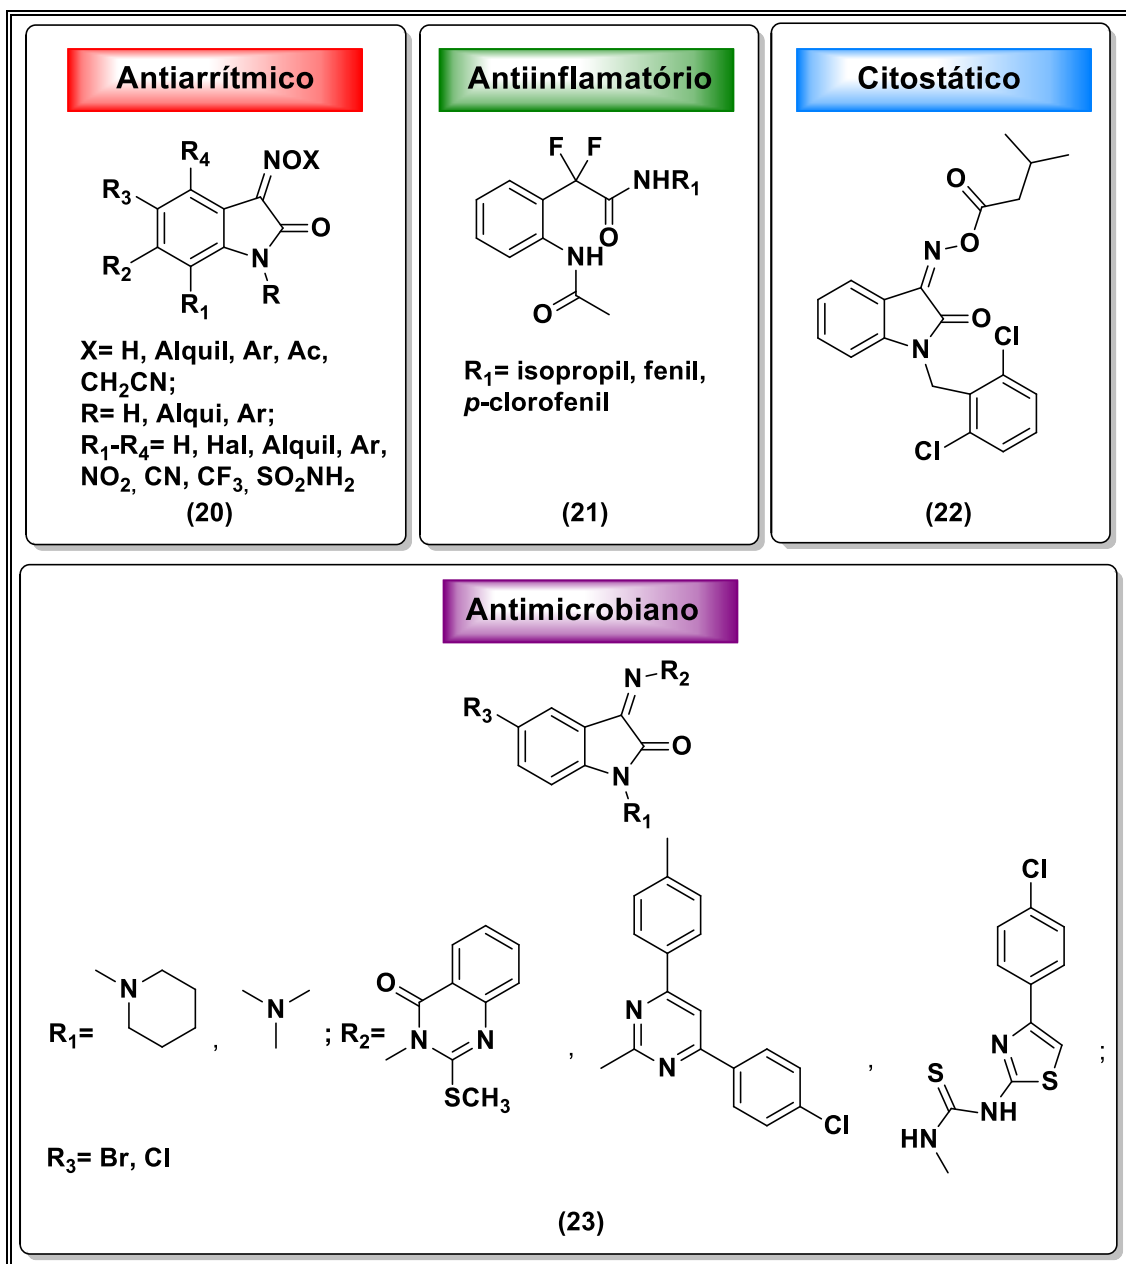 Antiarrítmico
NOX
R4
R3
O
R2
N
R1
R
X= H, Alquil, Ar, Ac,
CH2CN;
R= H, Alqui, Ar;
R1-R4= H, Hal, Alquil, Ar,
NO2, CN, CF3, SO2NH2
(20)
Antiinflamatório
F F
NHR1
O
NH
O
R1= isopropil, fenil,
p-clorofenil
(21)
Citostático
O
O
N
O
Cl
N
Cl
(22)
Antimicrobiano
N R2
R3
O
N
R1
R1= N , N ; R2= O N N SCH3 , N N Cl , Cl N S S NH HN ;
R3= Br, Cl
(23)